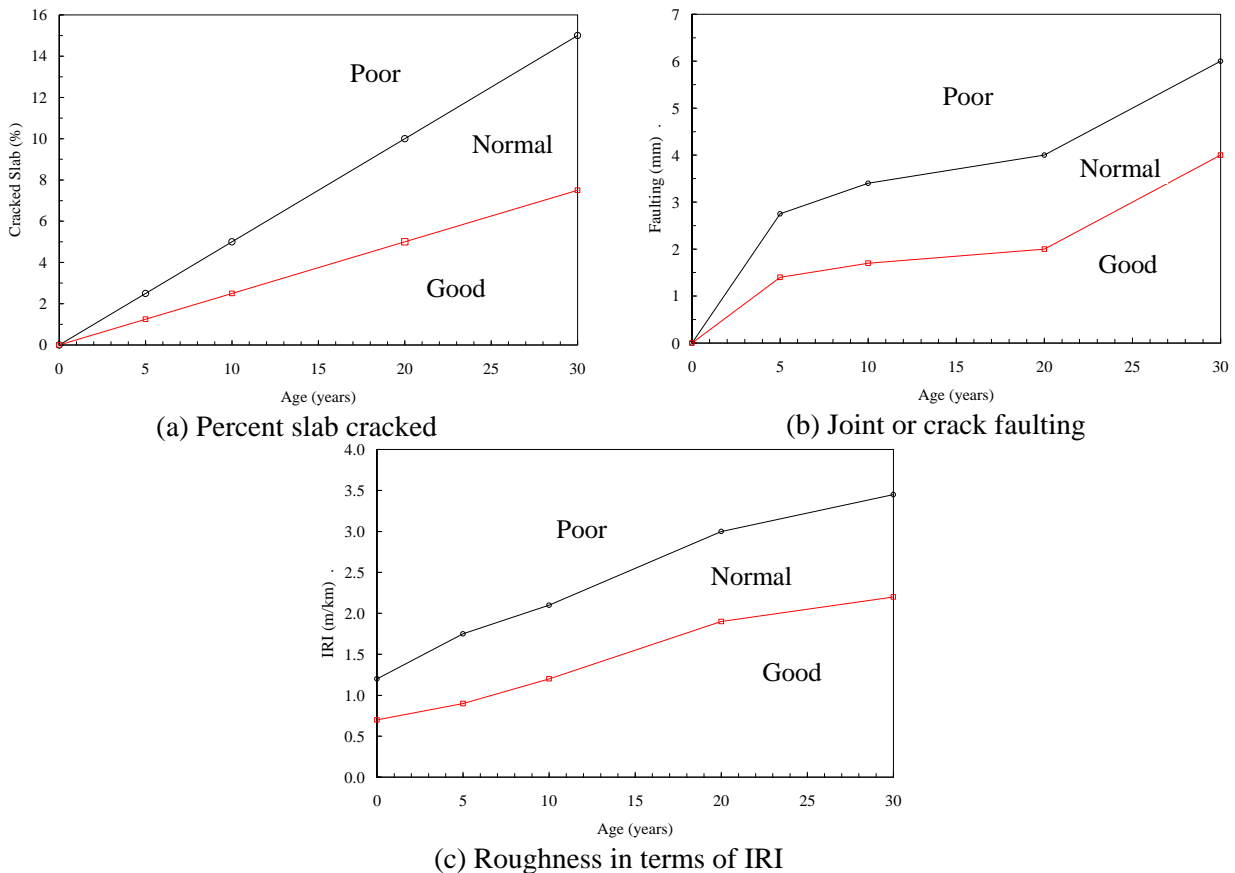 16
14
12
10
8
6
4
2
0
Cracked Slab (%)
Poor
Normal
Good
0 5 10 15 20 25 30
Age (years)
(a) Percent slab cracked
7
6
5
4
3
2
1
0
Faulting (mm) .
Poor
Normal
Good
0 5 10 15 20 25 30
Age (years)
(b) Joint or crack faulting
4.0
3.5
3.0
2.5
2.0
1.5
1.0
0.5
0.0
IRI (m/km) .
Poor
Normal
Good
0 5 10 15 20 25 30
Age (years)
(c) Roughness in terms of IRI